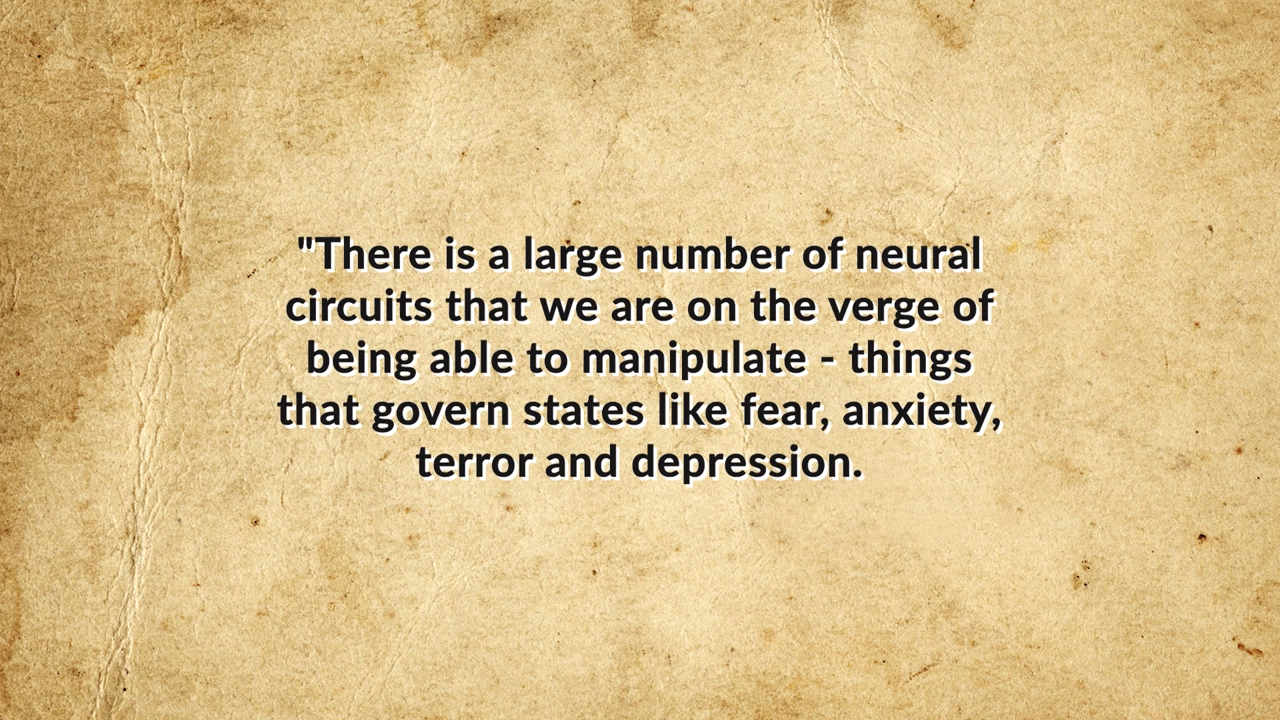 "There is a large number of neural
circuits that we are on the verge of
being able to manipulate - things
that govern states like fear, anxiety,
terror and depression.